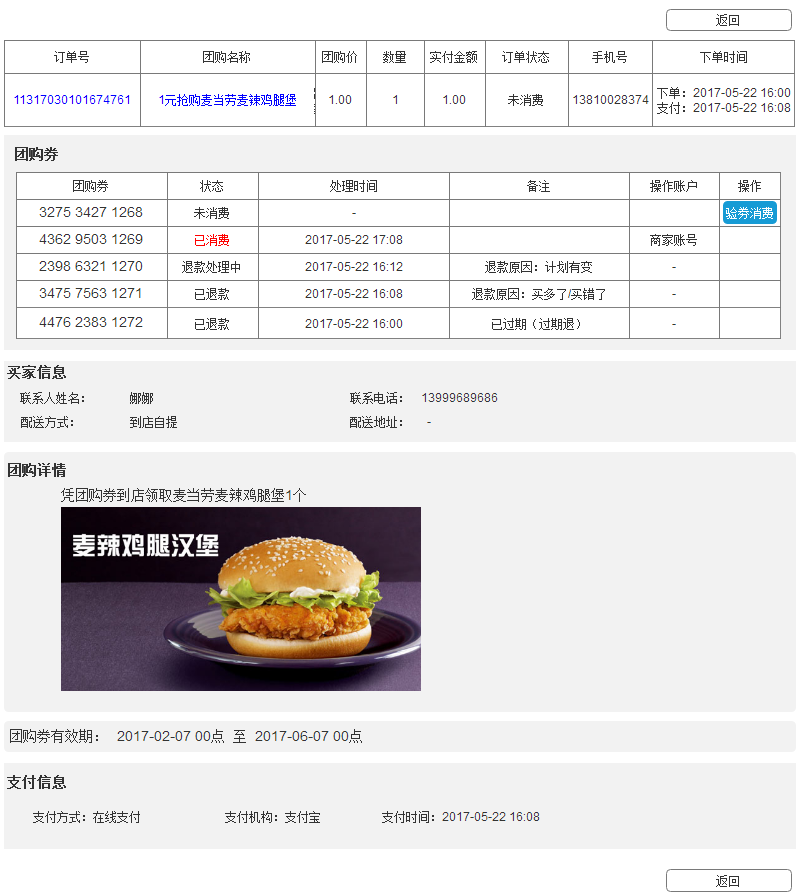 返回
订单号 团购名称 团购价 数量 实付金额 订单状态 手机号 下单时间
11317030101674761 1元抢购麦当劳麦辣鸡腿堡 1.00 1 1.00 未消费 13810028374 下单：2017-05-22 16:00
支付：2017-05-22 16:08
团购券
团购券 状态 处理时间 备注 操作账户 操作
3275 3427 1268 未消费 - 验券消费
4362 9503 1269 已消费 2017-05-22 17:08 商家账号
2398 6321 1270 退款处理中 2017-05-22 16:12 退款原因：计划有变 -
3475 7563 1271 已退款 2017-05-22 16:08 退款原因：买多了/买错了 -
4476 2383 1272 已退款 2017-05-22 16:00 已过期（过期退） -
买家信息
联系人姓名： 娜娜 联系电话： 13999689686
配送方式： 到店自提 配送地址： -
团购详情
凭团购券到店领取麦当劳麦辣鸡腿堡1个
麦辣鸡腿汉堡
团购券有效期： 2017-02-07 00点 至 2017-06-07 00点
支付信息
支付方式：在线支付 支付机构：支付宝 支付时间：2017-05-22 16:08
返回